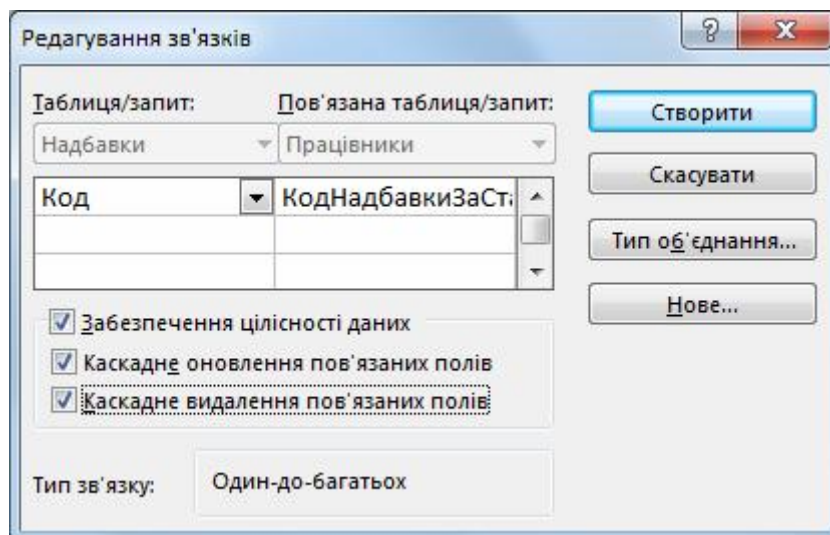 Редагування зв'язків
Таблиця/запит: Пов'язана таблиця/запит:
Надбавки Працівники
Код КодНадбавкиЗаСта
Забезпечення цілісності даних
Каскадне оновлення пов'язаних полів
Каскадне видалення пов'язаних полів
Тип зв'язку: Один-до-багатьох
Створити
Скасувати
Тип об'єднання...
Нове...